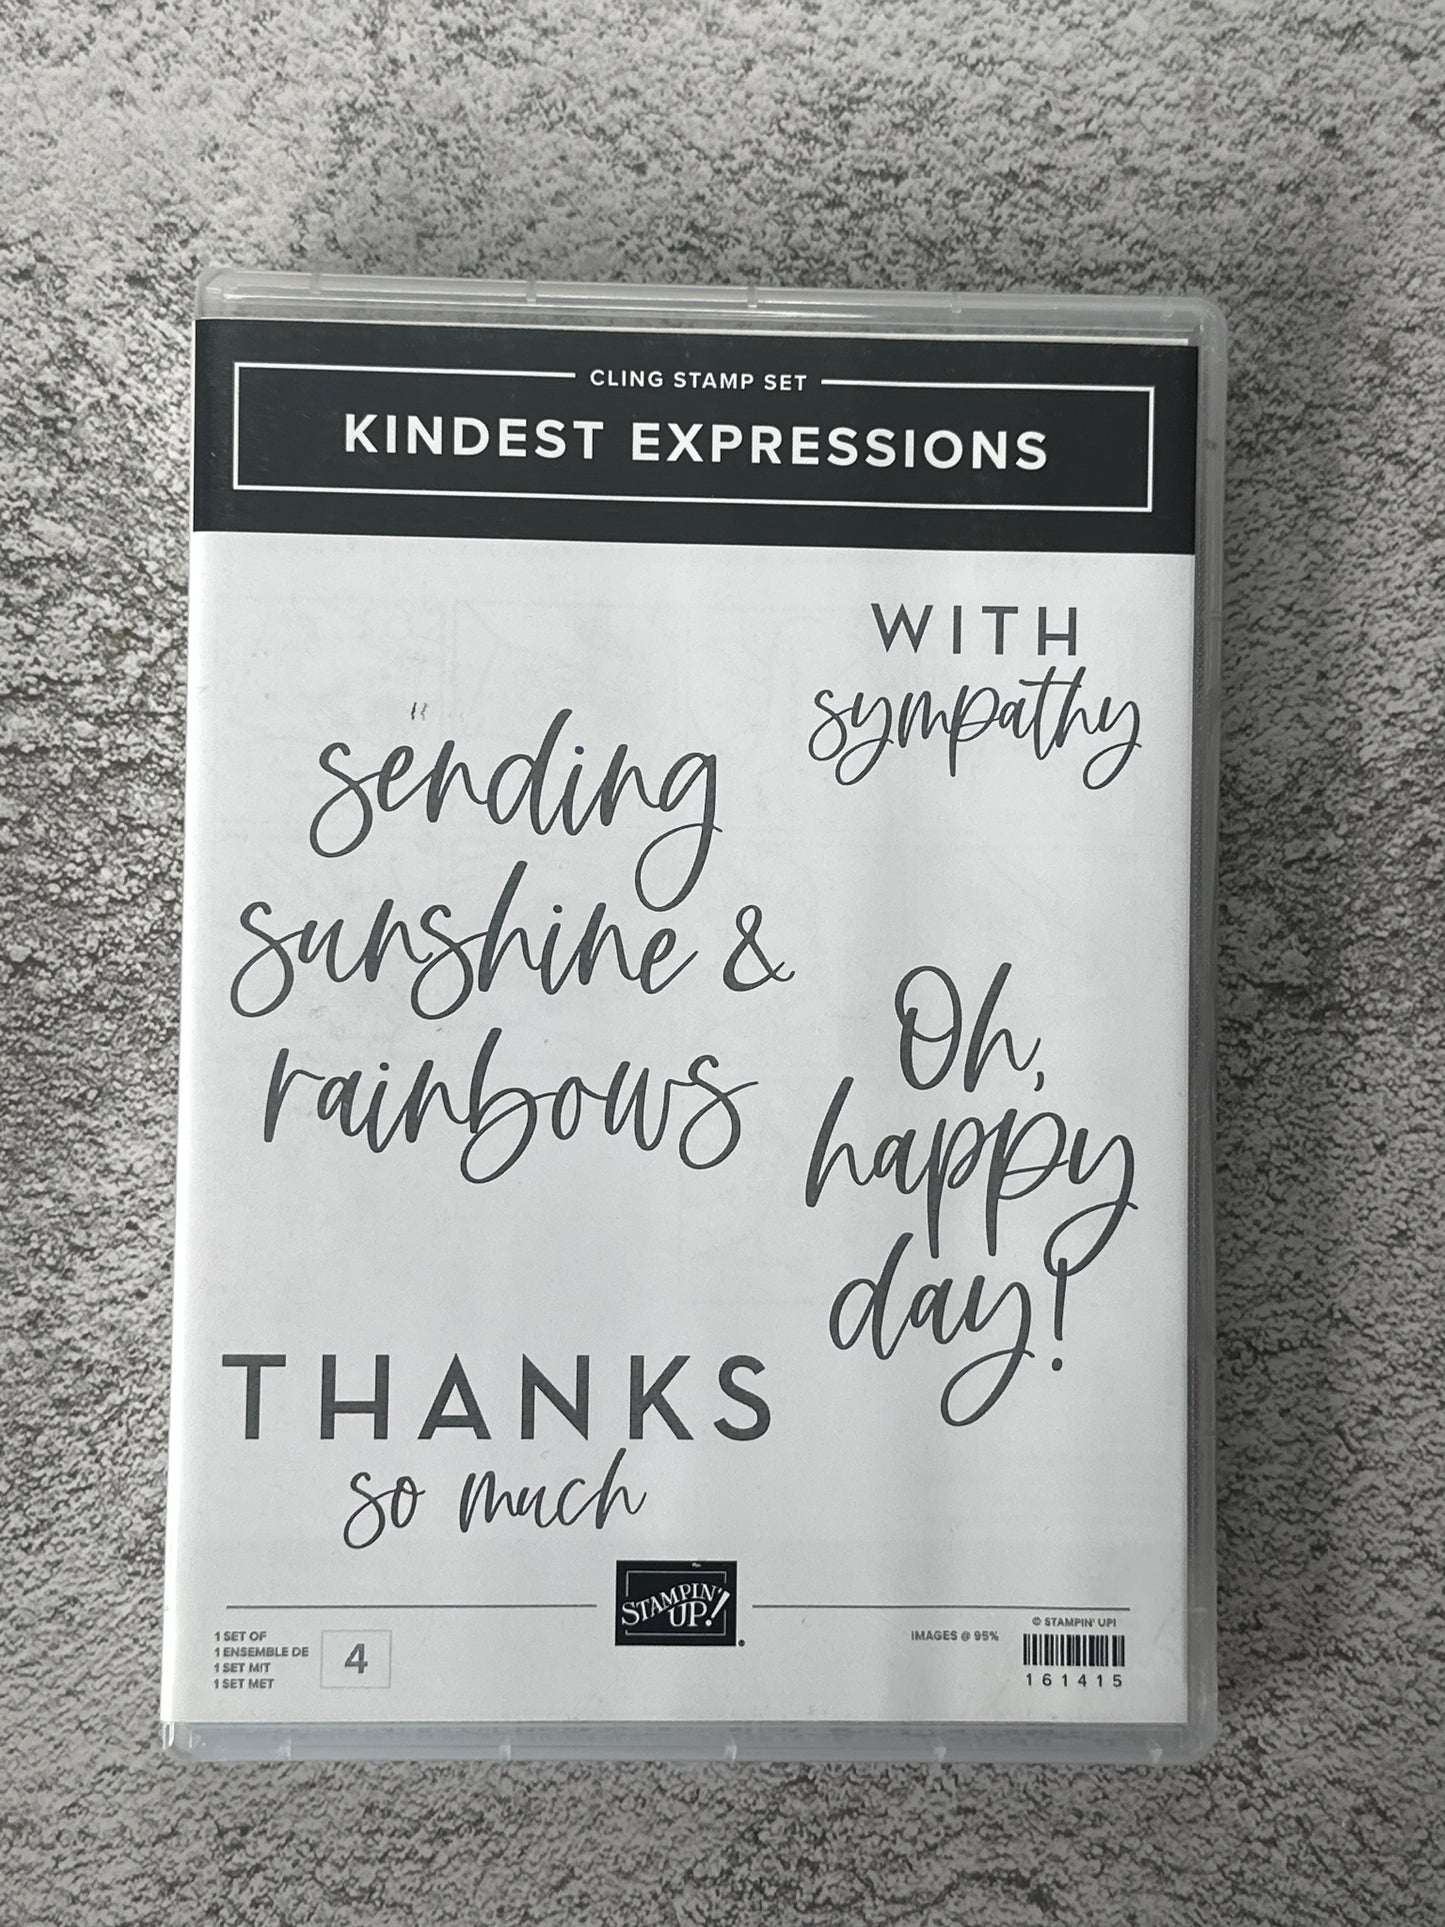 CLING STAMP SET
KINDEST EXPRESSIONS
WITH
sympathy
sending
sunshine &
rainbows
Oh,
happy
day!
THANKS
so much
STAMPIN'
UP!
®
1 SET OF
1 ENSEMBLE DE
1 SET MIT
1 SET MET
4
IMAGES @ 95%
© STAMPIN' UP!
161415